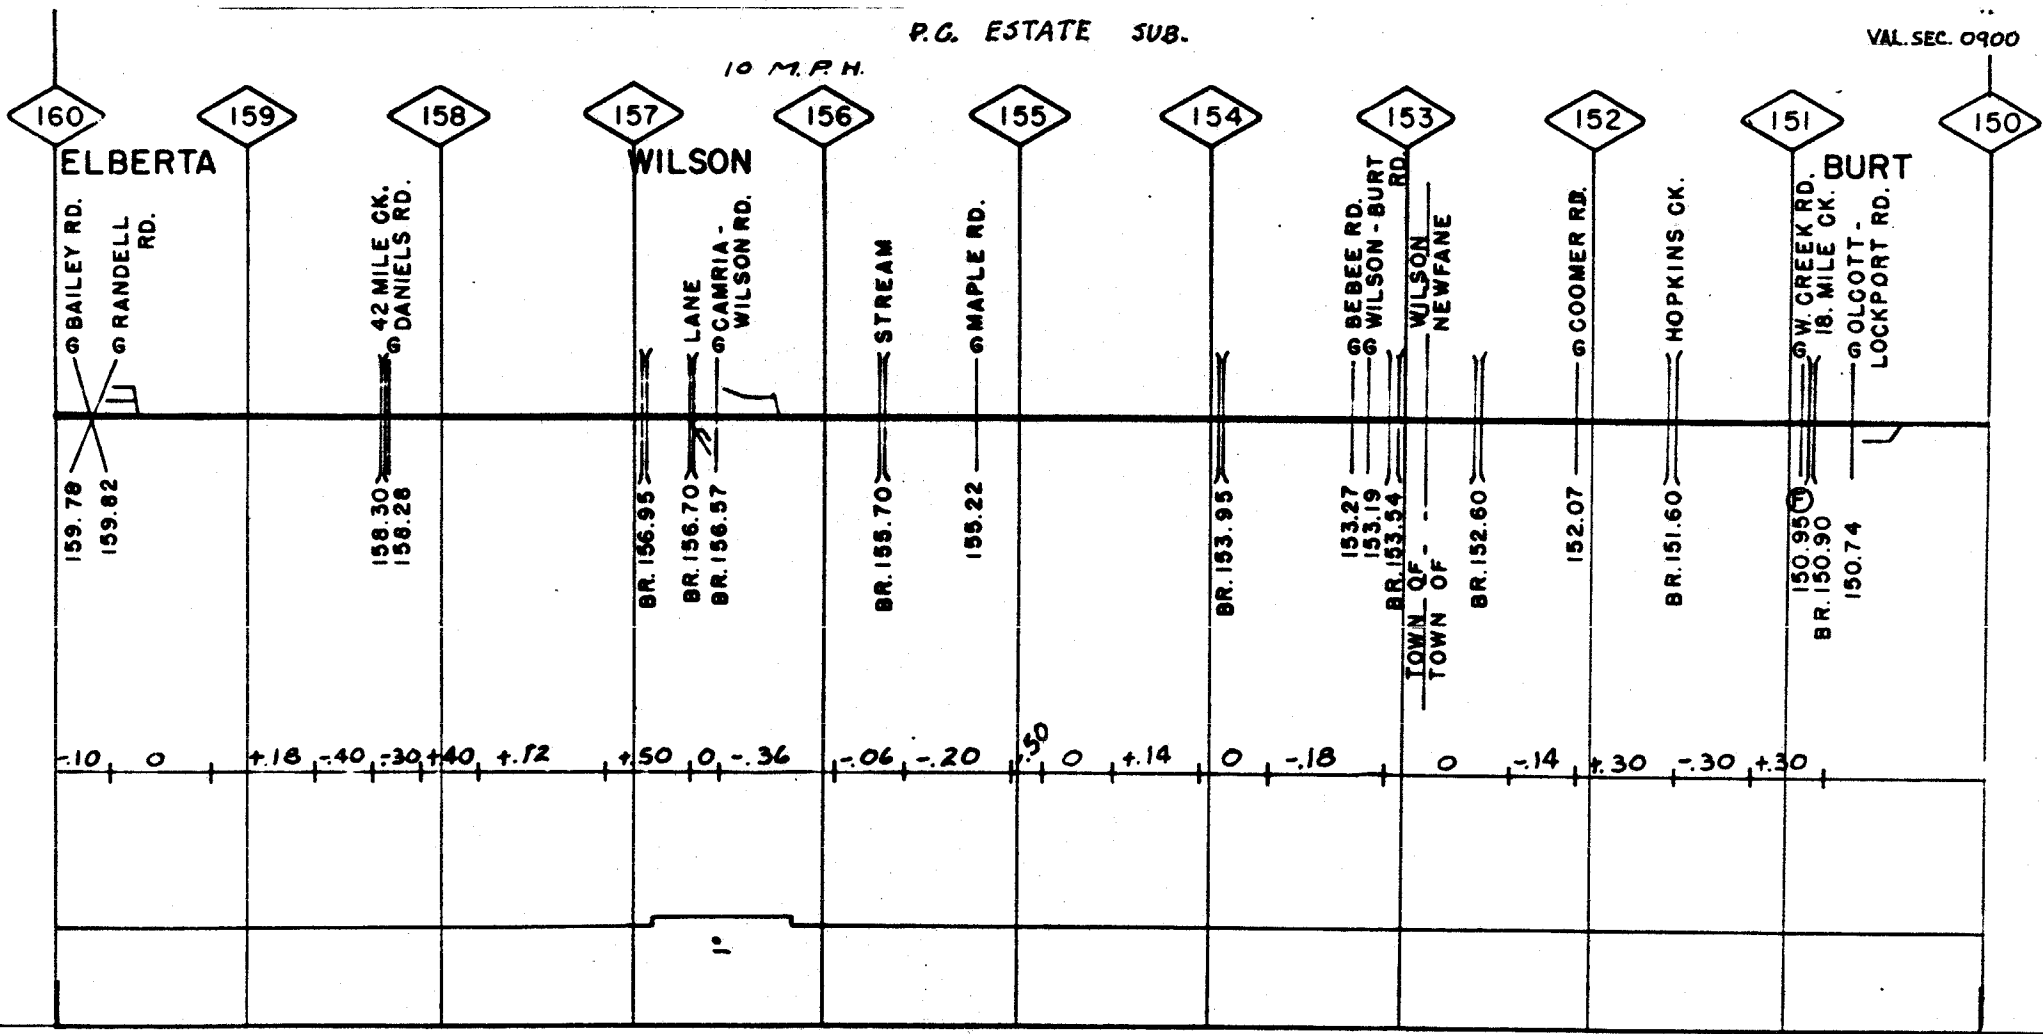 P.C. ESTATE SUB.
VAL. SEC. 0900
10 M.P.H.
160 159 158 157 156 155 154 153 152 151 150
ELBERTA
WILSON
BURT
G BAILEY RD.
G RANDELL
RD.
42 MILE CK.
G DANIELS RD.
LANE
G CAMRIA -
WILSON RD.
STREAM
G MAPLE RD.
G BEBEE RD.
G WILSON - BURT
RD.
WILSON
NEWFANE
G COOMER RD.
HOPKINS CK.
G W. CREEK RD.
18. MILE CK.
G OLCOTT -
LOCKPORT RD.
159.78
159.82
158.30
158.28
BR. 156.95
BR. 156.70
BR. 156.57
BR. 155.70
155.22
BR. 153.95
153.27
153.19
BR. 153.54
TOWN OF -
TOWN OF -
BR. 152.60
152.07
BR. 151.60
150.95
BR. 150.90
150.74
-.10 0 +.18 -.40 -.30 +.40 +.12 +.50 0 -.36 -.06 -.20 +.50 0 +.14 0 -.18 0 -.14 +.30 -.30 +.30
1°